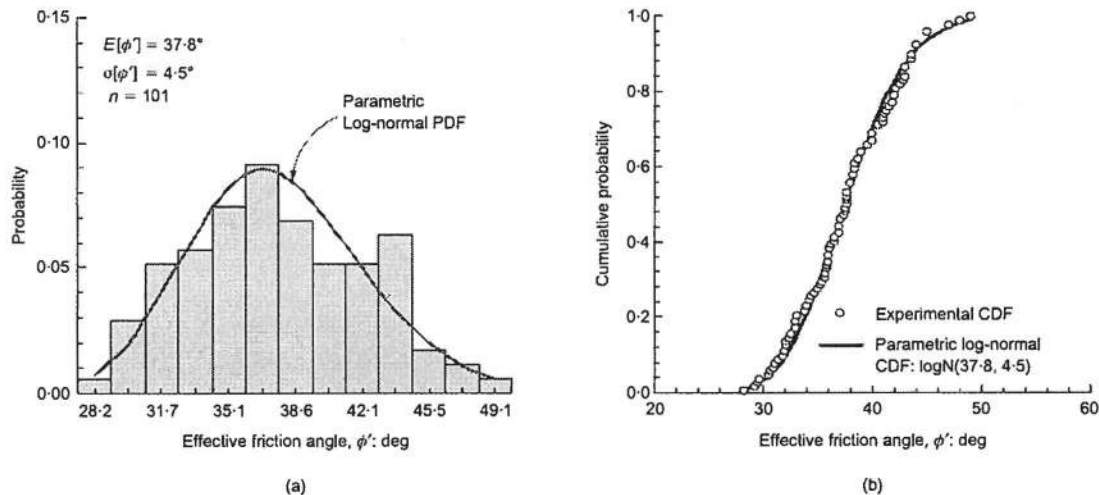 0·15
E[ϕ′] = 37·8°
σ[ϕ′] = 4·5°
n = 101
Parametric
Log-normal PDF
0·10
Probability
0·05
0·00
28·2 31·7 35·1 38·6 42·1 45·5 49·1
Effective friction angle, ϕ′: deg
(a)
1·0
0·8
0·6
Cumulative probability
0·4
0·2
0·0
Experimental CDF
Parametric log-normal
CDF: logN(37·8, 4·5)
20 30 40 50 60
Effective friction angle, ϕ′: deg
(b)